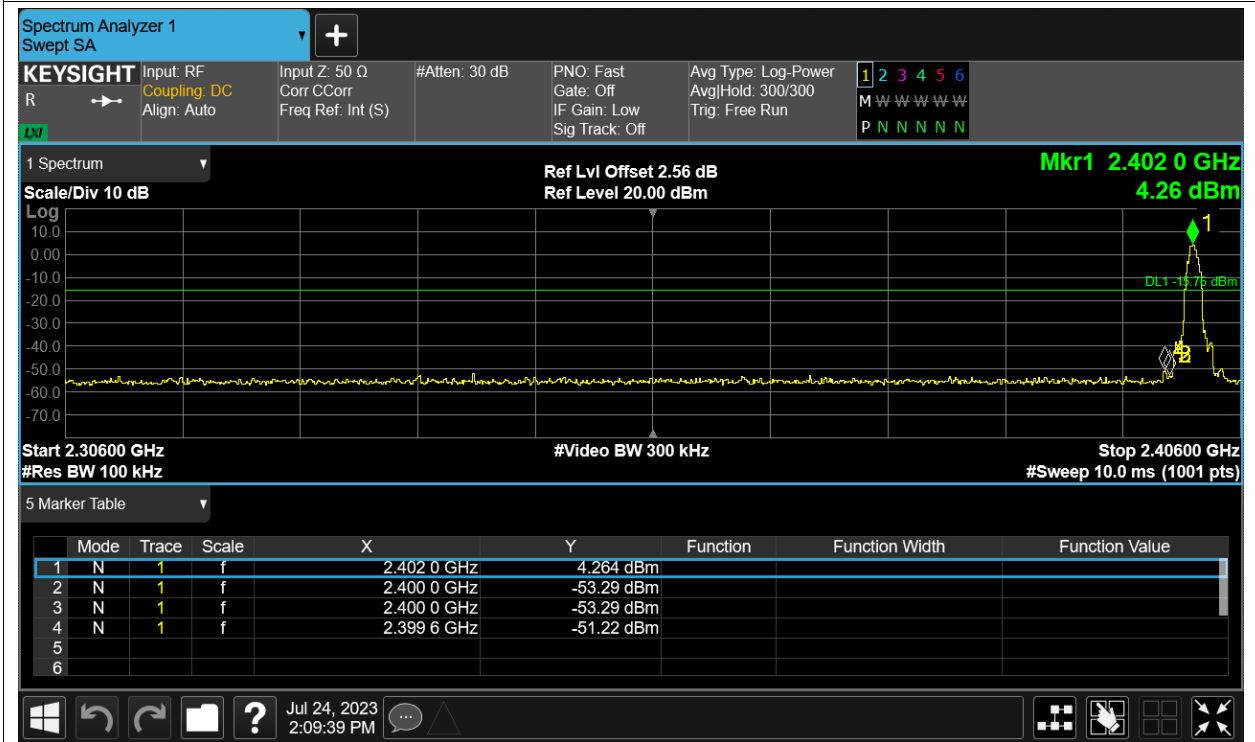 Spectrum Analyzer 1
Swept SA
+
KEYSIGHT Input: RF Input Z: 50 Ω #Atten: 30 dB PNO: Fast Avg Type: Log-Power 1 2 3 4 5 6
R Coupling: DC Corr CCorr Gate: Off Avg|Hold: 300/300 M W W W W W
Align: Auto Freq Ref: Int (S) IF Gain: Low Trig: Free Run
LXI Sig Track: Off P N N N N N
1 Spectrum Ref Lvl Offset 2.56 dB Mkr1 2.402 0 GHz
Scale/Div 10 dB Ref Level 20.00 dBm 4.26 dBm
Log
1
10.0
0.00
-10.0
DL1 -15.76 dBm
-20.0
-30.0
-40.0
-50.0
-60.0
-70.0
Start 2.30600 GHz #Video BW 300 kHz Stop 2.40600 GHz
#Res BW 100 kHz #Sweep 10.0 ms (1001 pts)
5 Marker Table
Mode Trace Scale X Y Function Function Width Function Value
1 N 1 f 2.402 0 GHz 4.264 dBm
2 N 1 f 2.400 0 GHz -53.29 dBm
3 N 1 f 2.400 0 GHz -53.29 dBm
4 N 1 f 2.399 6 GHz -51.22 dBm
5
6
? Jul 24, 2023
2:09:39 PM